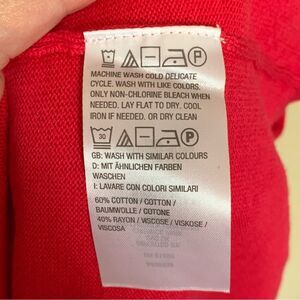 MACHINE WASH COLD DELICATE
CYCLE. WASH WITH LIKE COLORS.
ONLY NON-CHLORINE BLEACH WHEN
NEEDED. LAY FLAT TO DRY. COOL
IRON IF NEEDED. OR DRY CLEAN
30
P
GB: WASH WITH SIMILAR COLOURS
D: MIT ÄHNLICHEN FARBEN
WASCHEN
I: LAVARE CON COLORI SIMILARI
60% COTTON / COTTON /
BAUMWOLLE / COTONE
40% RAYON / VISCOSE / VISKOSE /
VISCOSA